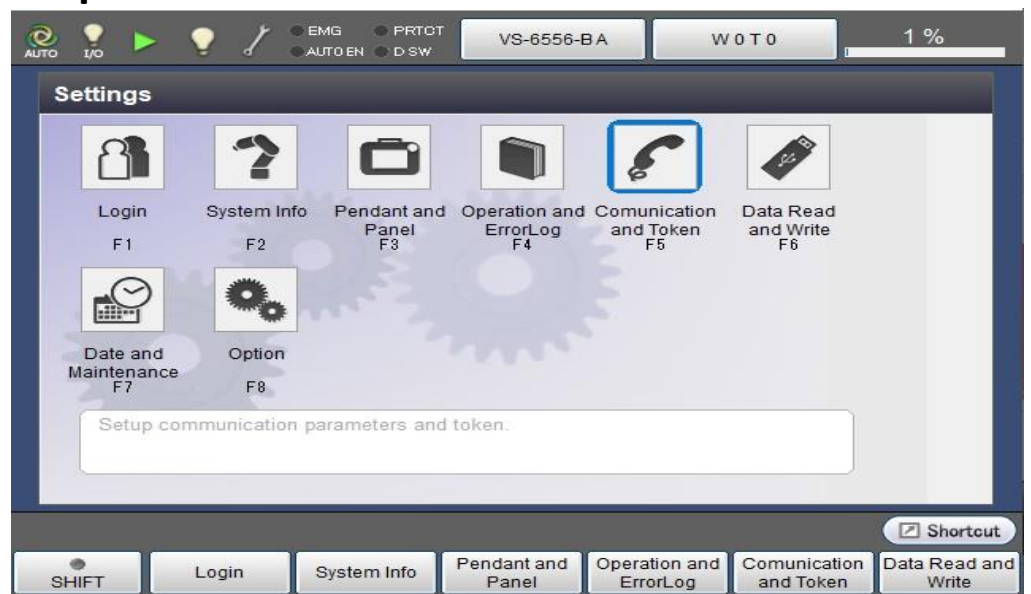 AUTO
I/O
EMG
PRTCT
AUTO EN
D SW
VS-6556-BA
W 0 T 0
1 %
Settings
Login
F1
System Info
F2
Pendant and
Panel
F3
Operation and
ErrorLog
F4
Comunication
and Token
F5
Data Read
and Write
F6
Date and
Maintenance
F7
Option
F8
Setup communication parameters and token.
Shortcut
SHIFT
Login
System Info
Pendant and
Panel
Operation and
ErrorLog
Comunication
and Token
Data Read and
Write